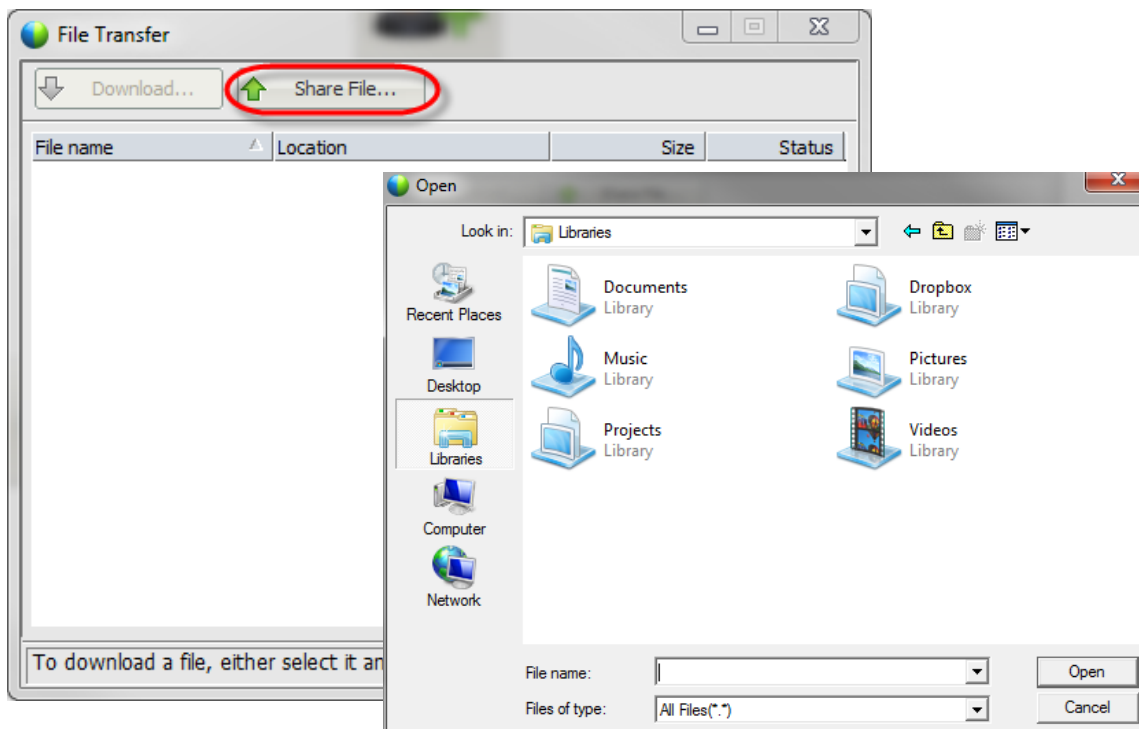 File Transfer
Download...
Share File...
File name
Location
Size
Status
Open
Look in:
Libraries
Recent Places
Desktop
Libraries
Computer
Network
Documents
Library
Dropbox
Library
Music
Library
Pictures
Library
Projects
Library
Videos
Library
To download a file, either select it an
File name:
Open
Files of type:
All Files(*.*)
Cancel